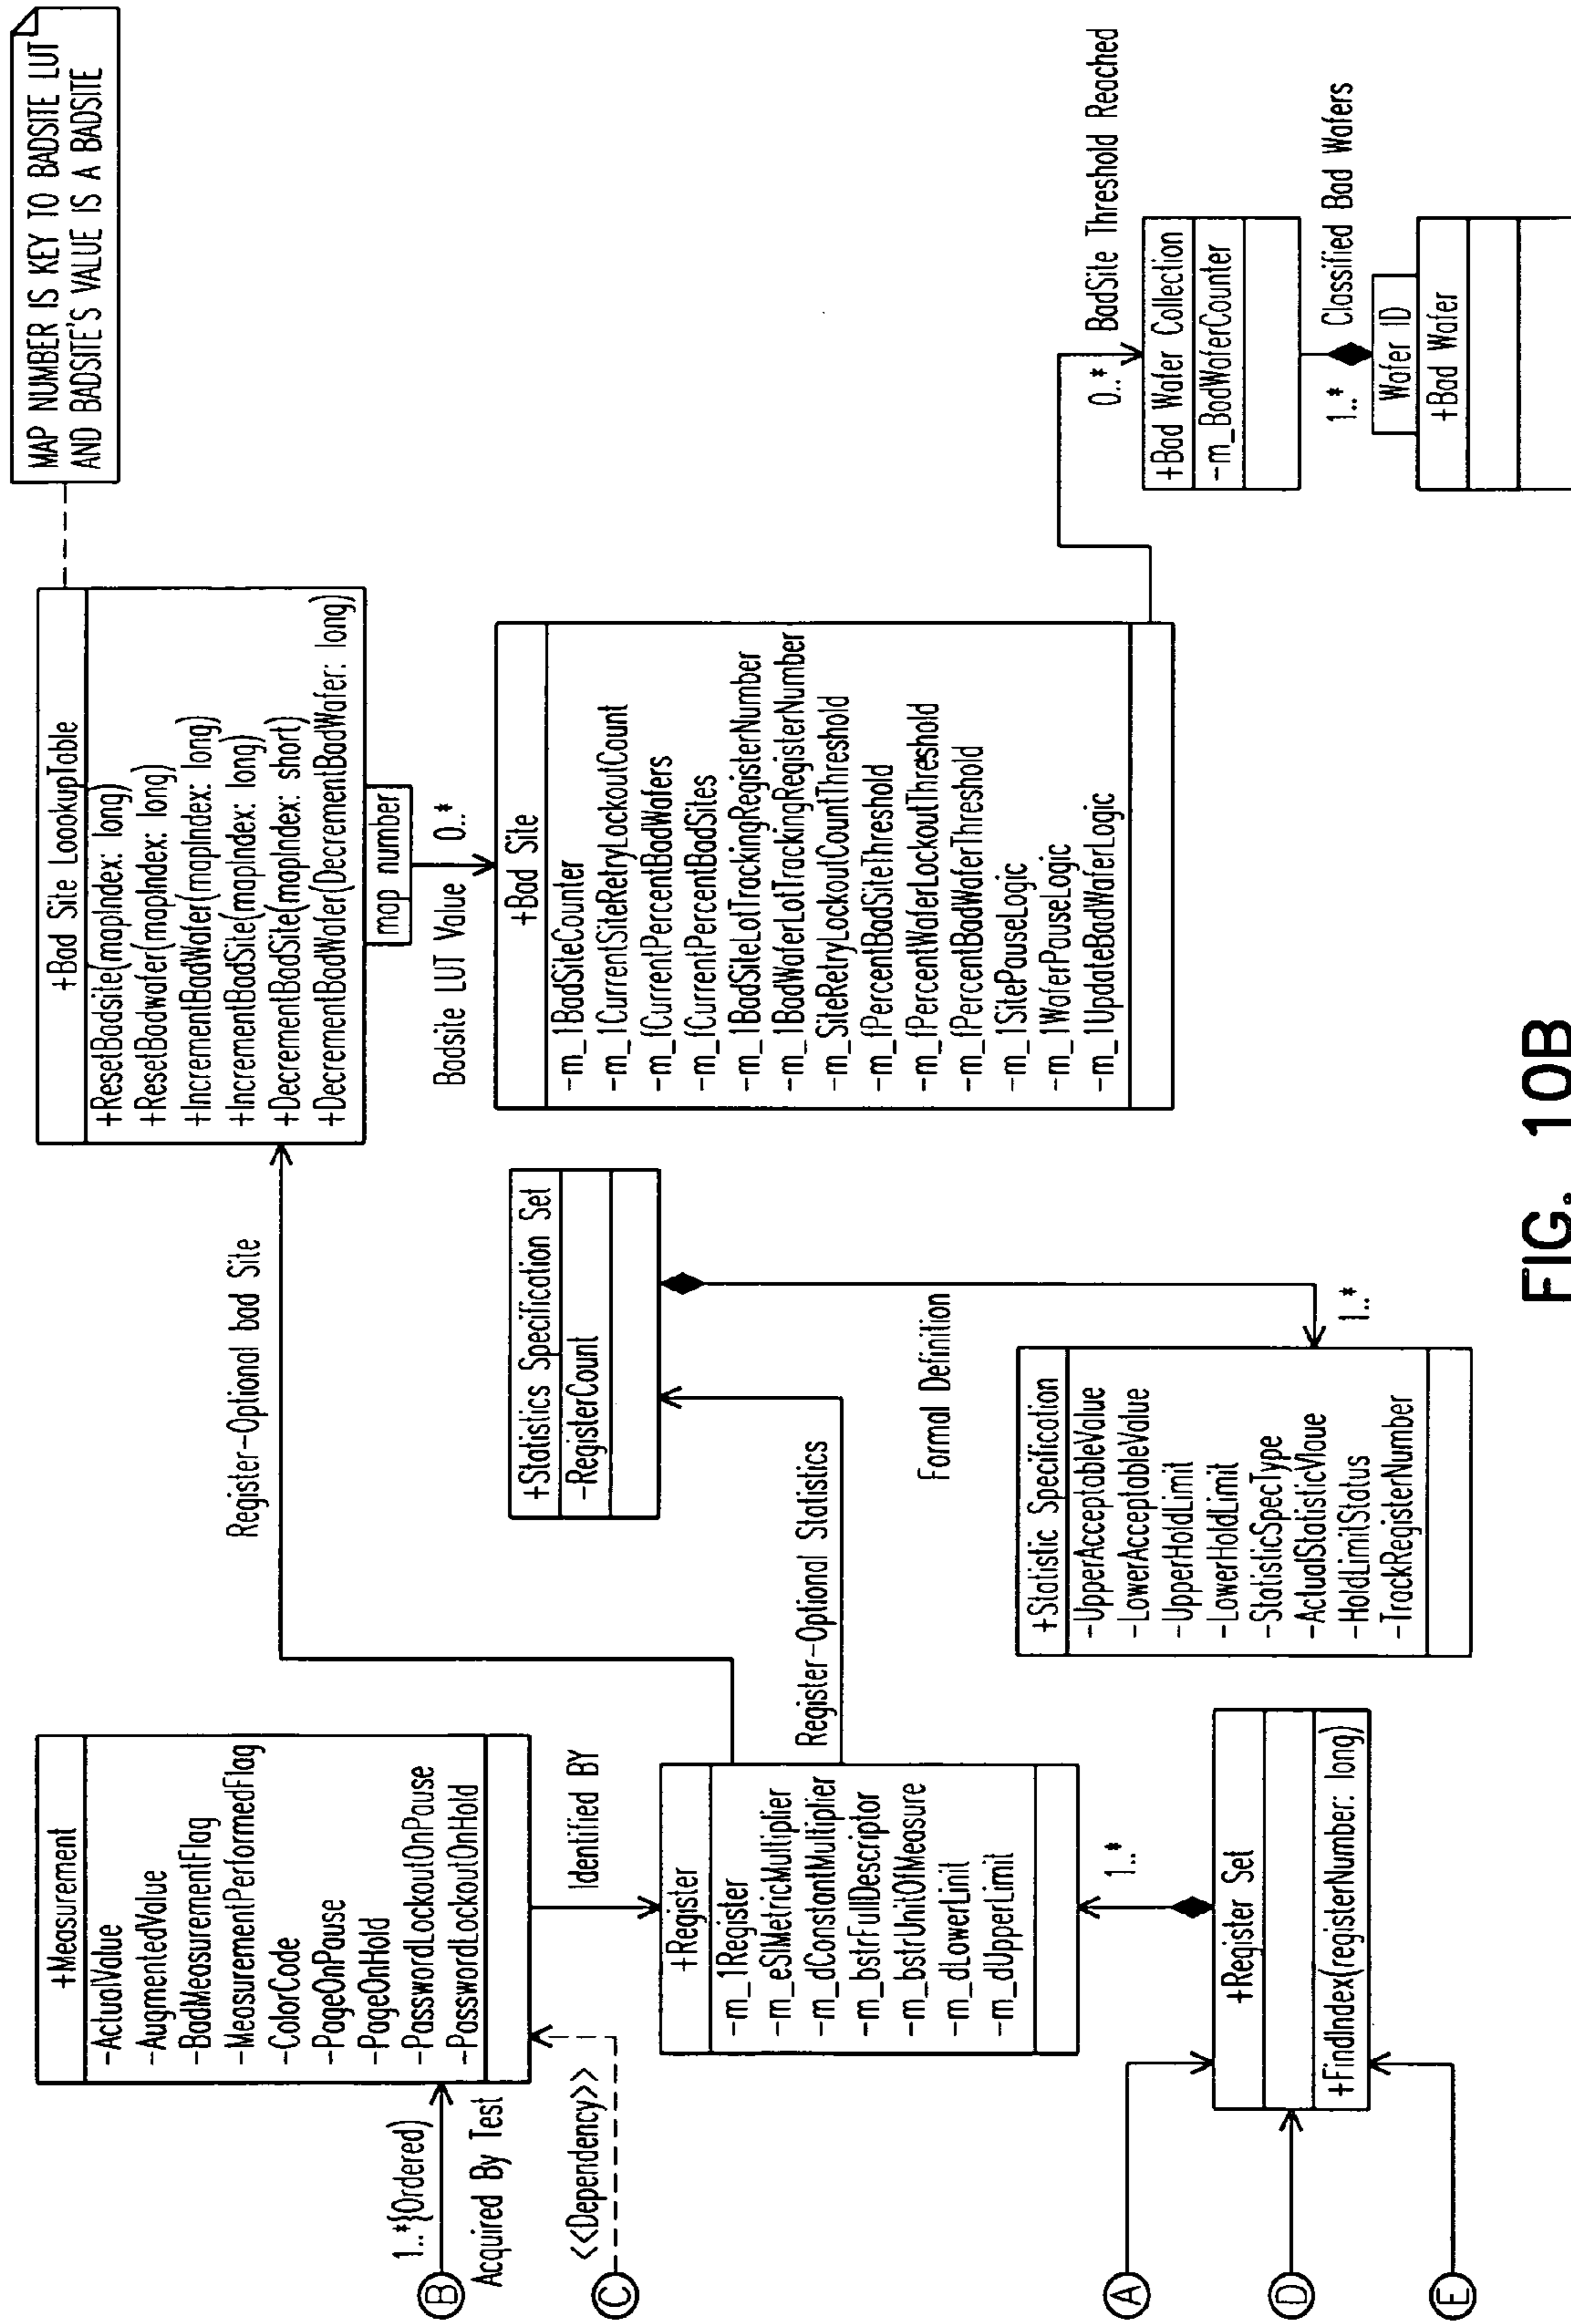 MAP NUMBER IS KEY TO BADSITE LUT
AND BADSITE'S VALUE IS A BADSITE
+Measurement
-ActualValue
-AugmentedValue
-BadMeasurementFlag
-MeasurementPerformedFlag
-ColorCode
-PageOnPause
-PageOnHold
-PasswordLockoutOnPause
-PasswordLockoutOnHold
1..*{Ordered)
B
Acquired By Test
<<Dependency>>
C
Identified BY
+Register
-m_1Register
-m_eSIMetricMultiplier
-m_dConstantMultiplier
-m_bstrFullDescriptor
-m_bstrUnitOfMeasure
-m_dLowerLinit
-m_dUpperLimit
1..*
+Register Set
+FindIndex(registerNumber: long)
A
D
E
Register-Optional bad Site
Register-Optional Statistics
+Statistics Specification Set
-RegisterCount
Formal Definition
1..*
+Statistic Specification
-UpperAcceptableValue
-LowerAcceptableValue
-UpperHoldLimit
-LowerHoldLimit
-StatisticSpecType
-ActualStatisticVlaue
-HoldLimitStatus
-TrackRegisterNumber
+Bad Site LoookupTable
+ResetBadsite(mapIndex: long)
+ResetBadwafer(mapIndex: long)
+IncrementBadWafer(mapIndex: long)
+IncrementBadSite(mapIndex: long)
+DecrementBadSite(mapIndex: short)
+DecrementBadWafer(DecrementBadWafer: long)
map number
Badsite LUT Value 0..*
+Bad Site
-m_1BadSiteCounter
-m_1CurrentSiteRetryLockoutCount
-m_fCurrentPercentBadWafers
-m_fCurrentPercentBadSites
-m_1BadSiteLotTrackingRegisterNumber
-m_1BadWaferLotTrackingRegisterNumber
-m_SiteRetryLockoutCountThreshold
-m_fPercentBadSiteThreshold
-m_fPercentWaferLockoutThreshold
-m_fPercentBadWaferThreshold
-m_1SitePauseLogic
-m_1WaferPauseLogic
-m_1UpdateBadWaferLogic
0..* BadSite Threshold Reached
+Bad Wafer Collection
-m_BadWaferCounter
1..* Classified Bad Wafers
Wafer ID
+Bad Wafer
FIG. 10B